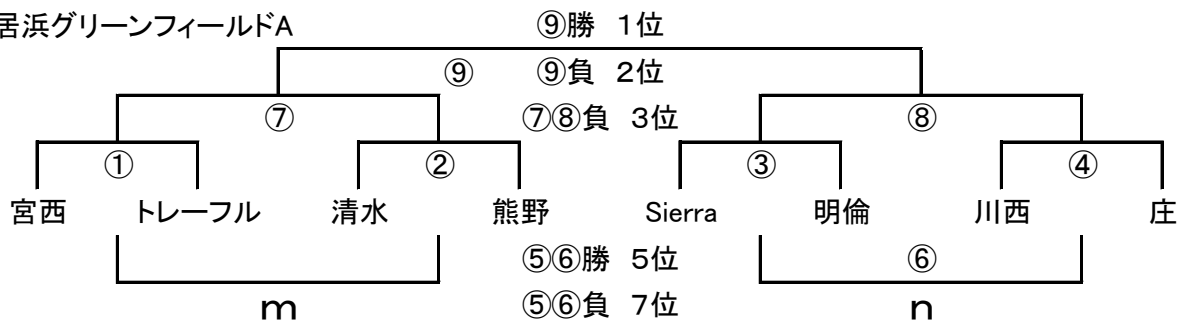 居浜グリーンフィールドA ⑨勝 1位
⑨ ⑨負 2位
⑦ ⑦⑧負 3位 ⑧
① ② ③ ④
宮西 トレーフル 清水 熊野 Sierra 明倫 川西 庄
⑤⑥勝 5位 ⑥
m ⑤⑥負 7位 n